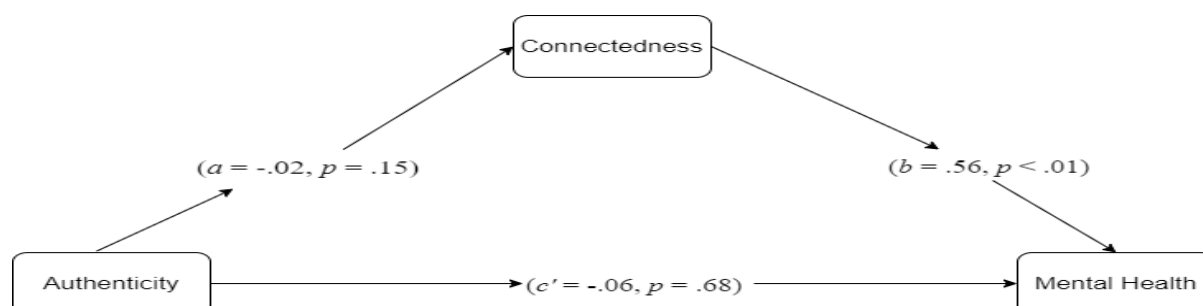 Connectedness
(a = -.02, p = .15)
(b = .56, p < .01)
Authenticity
(c' = -.06, p = .68)
Mental Health